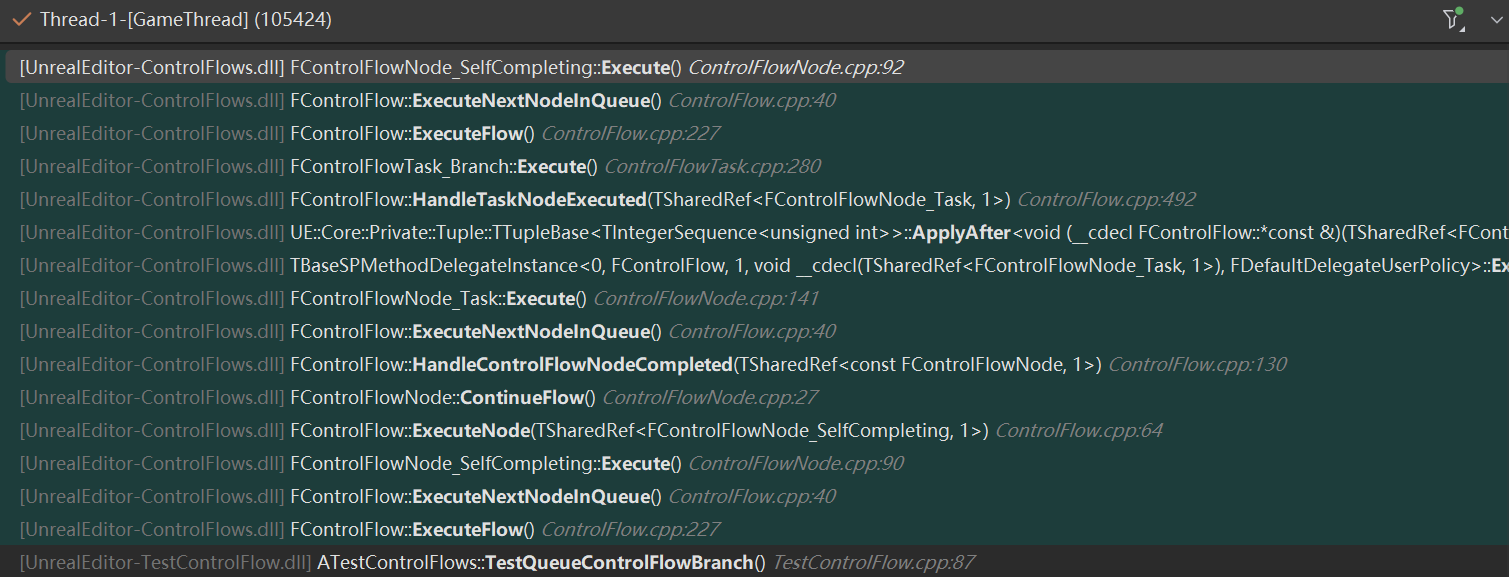 Thread-1-[GameThread] (105424)
[UnrealEditor-ControlFlows.dll] FControlFlowNode_SelfCompleting::Execute() ControlFlowNode.cpp:92
[UnrealEditor-ControlFlows.dll] FControlFlow::ExecuteNextNodeInQueue() ControlFlow.cpp:40
[UnrealEditor-ControlFlows.dll] FControlFlow::ExecuteFlow() ControlFlow.cpp:227
[UnrealEditor-ControlFlows.dll] FControlFlowTask_Branch::Execute() ControlFlowTask.cpp:280
[UnrealEditor-ControlFlows.dll] FControlFlow::HandleTaskNodeExecuted(TSharedRef<FControlFlowNode_Task, 1>) ControlFlow.cpp:492
[UnrealEditor-ControlFlows.dll] UE::Core::Private::Tuple::TTupleBase<TIntegerSequence<unsigned int>>::ApplyAfter<void (__cdecl FControlFlow::*const &)(TSharedRef<FCont
[UnrealEditor-ControlFlows.dll] TBaseSPMethodDelegateInstance<0, FControlFlow, 1, void __cdecl(TSharedRef<FControlFlowNode_Task, 1>), FDefaultDelegateUserPolicy>::Ex
[UnrealEditor-ControlFlows.dll] FControlFlowNode_Task::Execute() ControlFlowNode.cpp:141
[UnrealEditor-ControlFlows.dll] FControlFlow::ExecuteNextNodeInQueue() ControlFlow.cpp:40
[UnrealEditor-ControlFlows.dll] FControlFlow::HandleControlFlowNodeCompleted(TSharedRef<const FControlFlowNode, 1>) ControlFlow.cpp:130
[UnrealEditor-ControlFlows.dll] FControlFlowNode::ContinueFlow() ControlFlowNode.cpp:27
[UnrealEditor-ControlFlows.dll] FControlFlow::ExecuteNode(TSharedRef<FControlFlowNode_SelfCompleting, 1>) ControlFlow.cpp:64
[UnrealEditor-ControlFlows.dll] FControlFlowNode_SelfCompleting::Execute() ControlFlowNode.cpp:90
[UnrealEditor-ControlFlows.dll] FControlFlow::ExecuteNextNodeInQueue() ControlFlow.cpp:40
[UnrealEditor-ControlFlows.dll] FControlFlow::ExecuteFlow() ControlFlow.cpp:227
[UnrealEditor-TestControlFlow.dll] ATestControlFlows::TestQueueControlFlowBranch() TestControlFlow.cpp:87